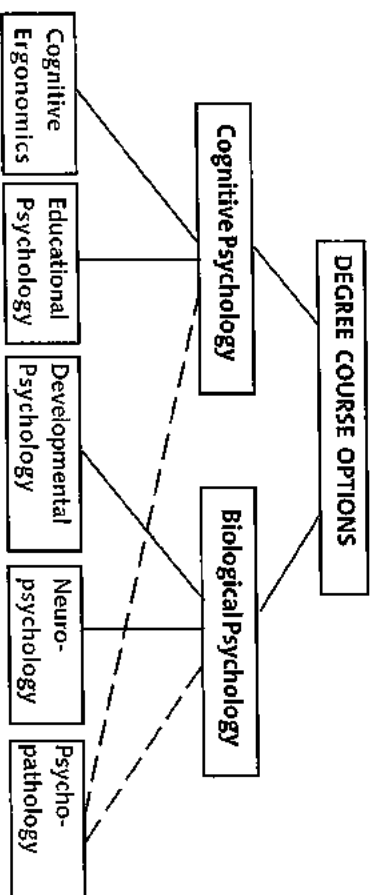 DEGREE COURSE OPTIONS
Cognitive Psychology
Biological Psychology
Cognitive
Ergonomics
Educational
Psychology
Developmental
Psychology
Neuro-
psychology
Psycho-
pathology